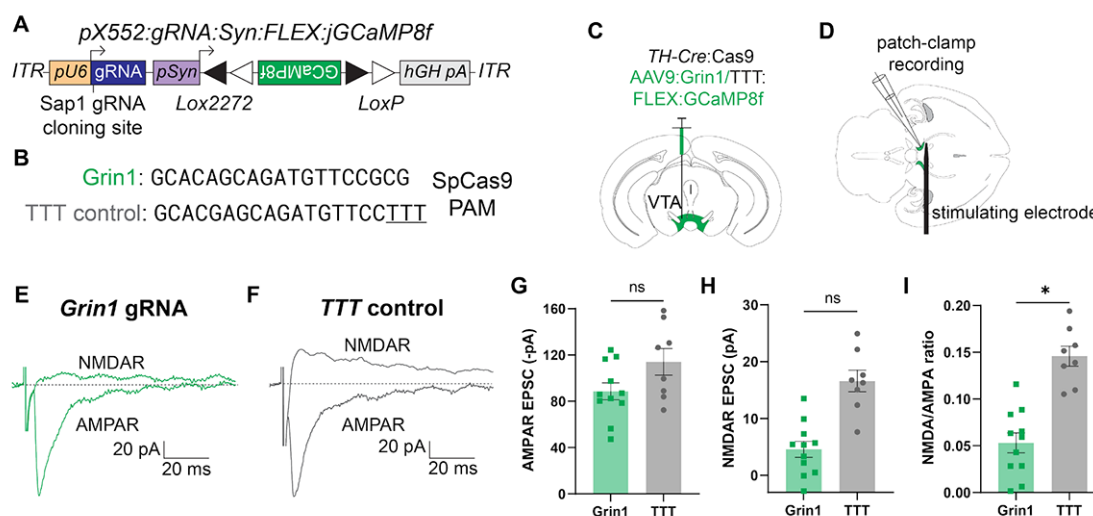 A
pX552:gRNA:Syn:FLEX:jGCaMP8f
ITR pU6 gRNA pSyn GCaMP8f hGH pA ITR
Sap1 gRNA
cloning site
Lox2272
LoxP
B
Grin1: GCACAGCAGATGTTCCGCG
TTT control: GCACGAGCAGATGTTCCTTT
SpCas9
PAM
C
TH-Cre:Cas9
AAV9:Grin1/TTT:
FLEX:GCaMP8f
VTA
D
patch-clamp
recording
stimulating electrode
E
Grin1 gRNA
NMDAR
AMPAR
20 pA
20 ms
F
TTT control
NMDAR
AMPAR
20 pA
20 ms
G
ns
AMPAR EPSC (-pA)
160
120
80
40
0
Grin1 TTT
H
ns
NMDAR EPSC (pA)
30
20
10
0
Grin1 TTT
I
*
NMDA/AMPA ratio
0.20
0.15
0.10
0.05
0.00
Grin1 TTT